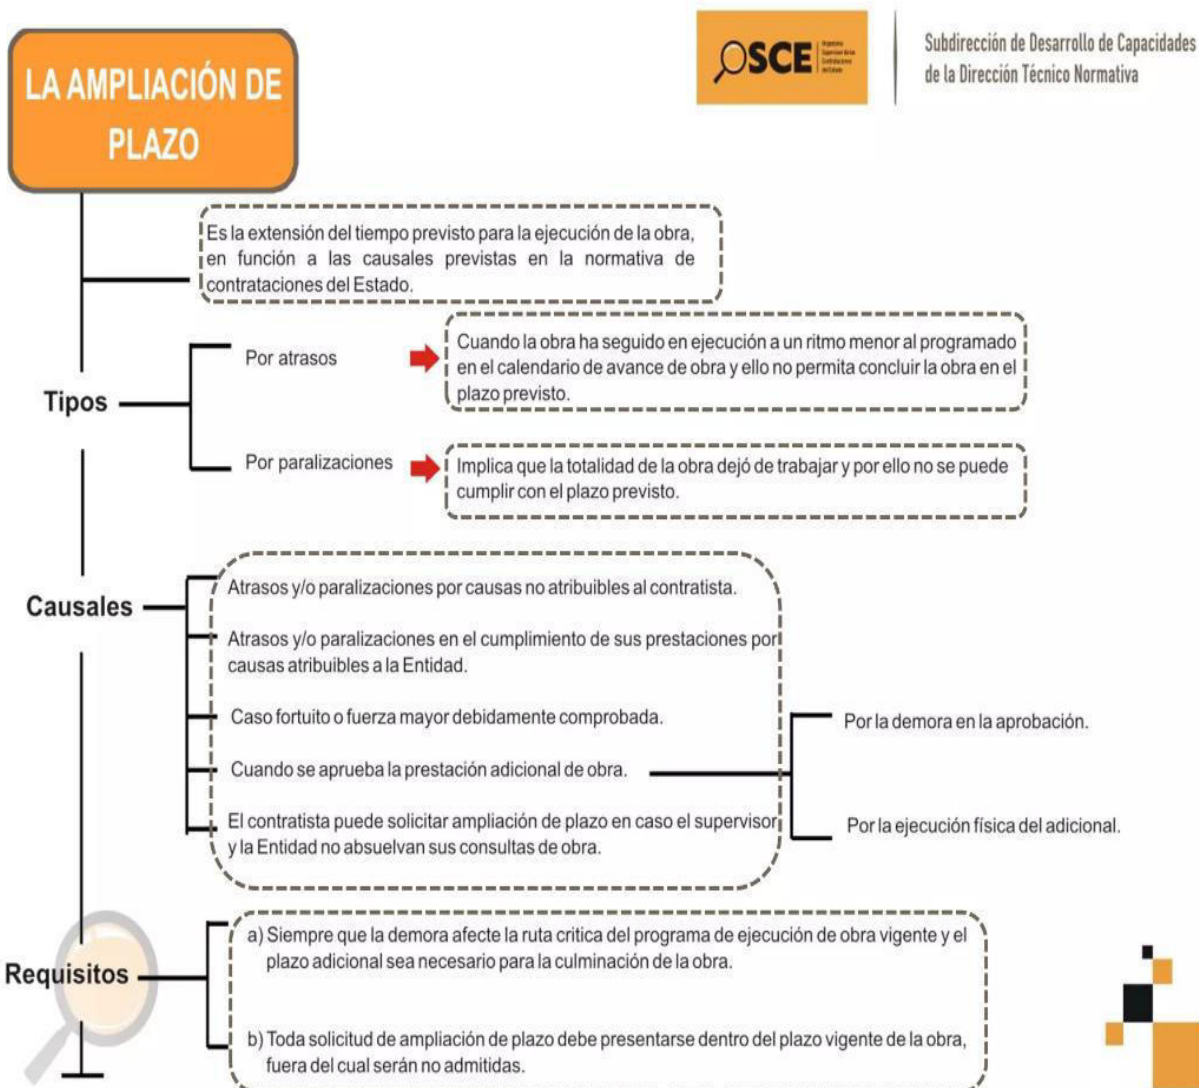 LA AMPLIACIÓN DE
PLAZO
OSCE
Organismo
Supervisor de las
Contrataciones
del Estado
Subdirección de Desarrollo de Capacidades
de la Dirección Técnico Normativa
Es la extensión del tiempo previsto para la ejecución de la obra,
en función a las causales previstas en la normativa de
contrataciones del Estado.
Tipos
Por atrasos
Cuando la obra ha seguido en ejecución a un ritmo menor al programado
en el calendario de avance de obra y ello no permita concluir la obra en el
plazo previsto.
Por paralizaciones
Implica que la totalidad de la obra dejó de trabajar y por ello no se puede
cumplir con el plazo previsto.
Causales
Atrasos y/o paralizaciones por causas no atribuibles al contratista.
Atrasos y/o paralizaciones en el cumplimiento de sus prestaciones por
causas atribuibles a la Entidad.
Caso fortuito o fuerza mayor debidamente comprobada.
Cuando se aprueba la prestación adicional de obra.
Por la demora en la aprobación.
Por la ejecución física del adicional.
El contratista puede solicitar ampliación de plazo en caso el supervisor
y la Entidad no absuelvan sus consultas de obra.
Requisitos
a) Siempre que la demora afecte la ruta critica del programa de ejecución de obra vigente y el
plazo adicional sea necesario para la culminación de la obra.
b) Toda solicitud de ampliación de plazo debe presentarse dentro del plazo vigente de la obra,
fuera del cual serán no admitidas.